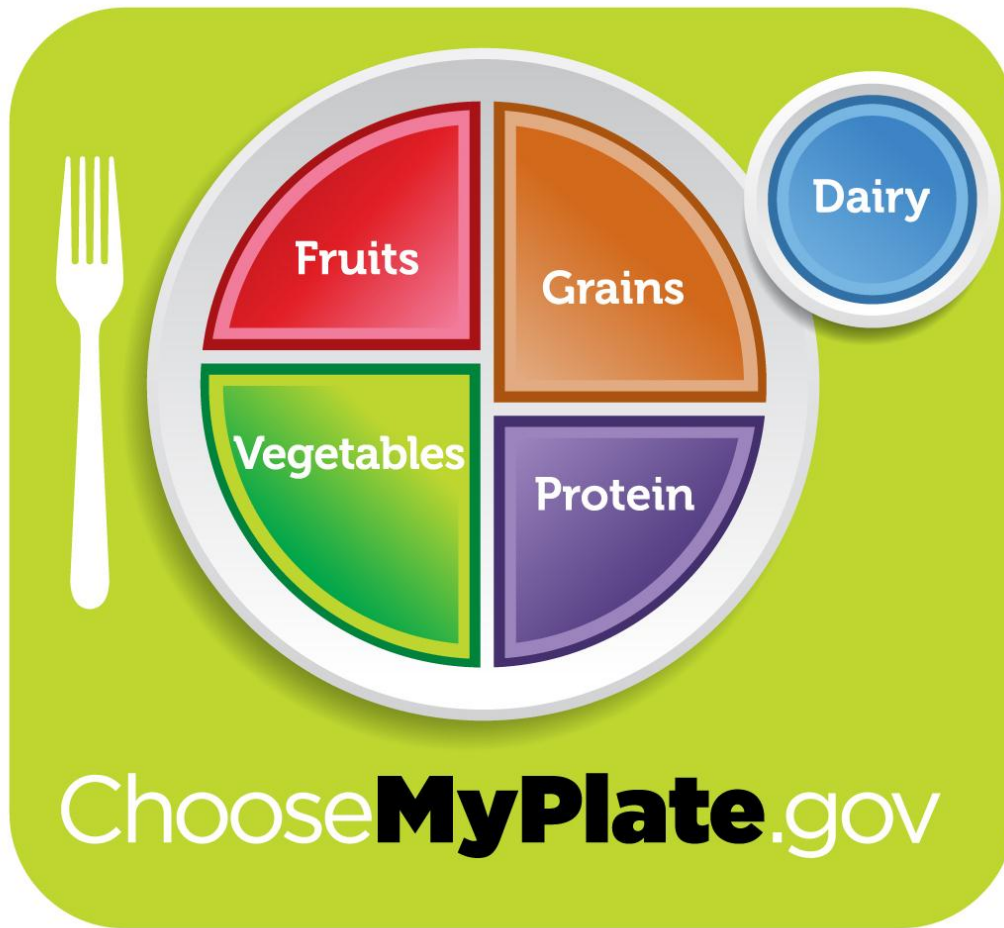 Fruits
Grains
Dairy
Vegetables
Protein
ChooseMyPlate.gov